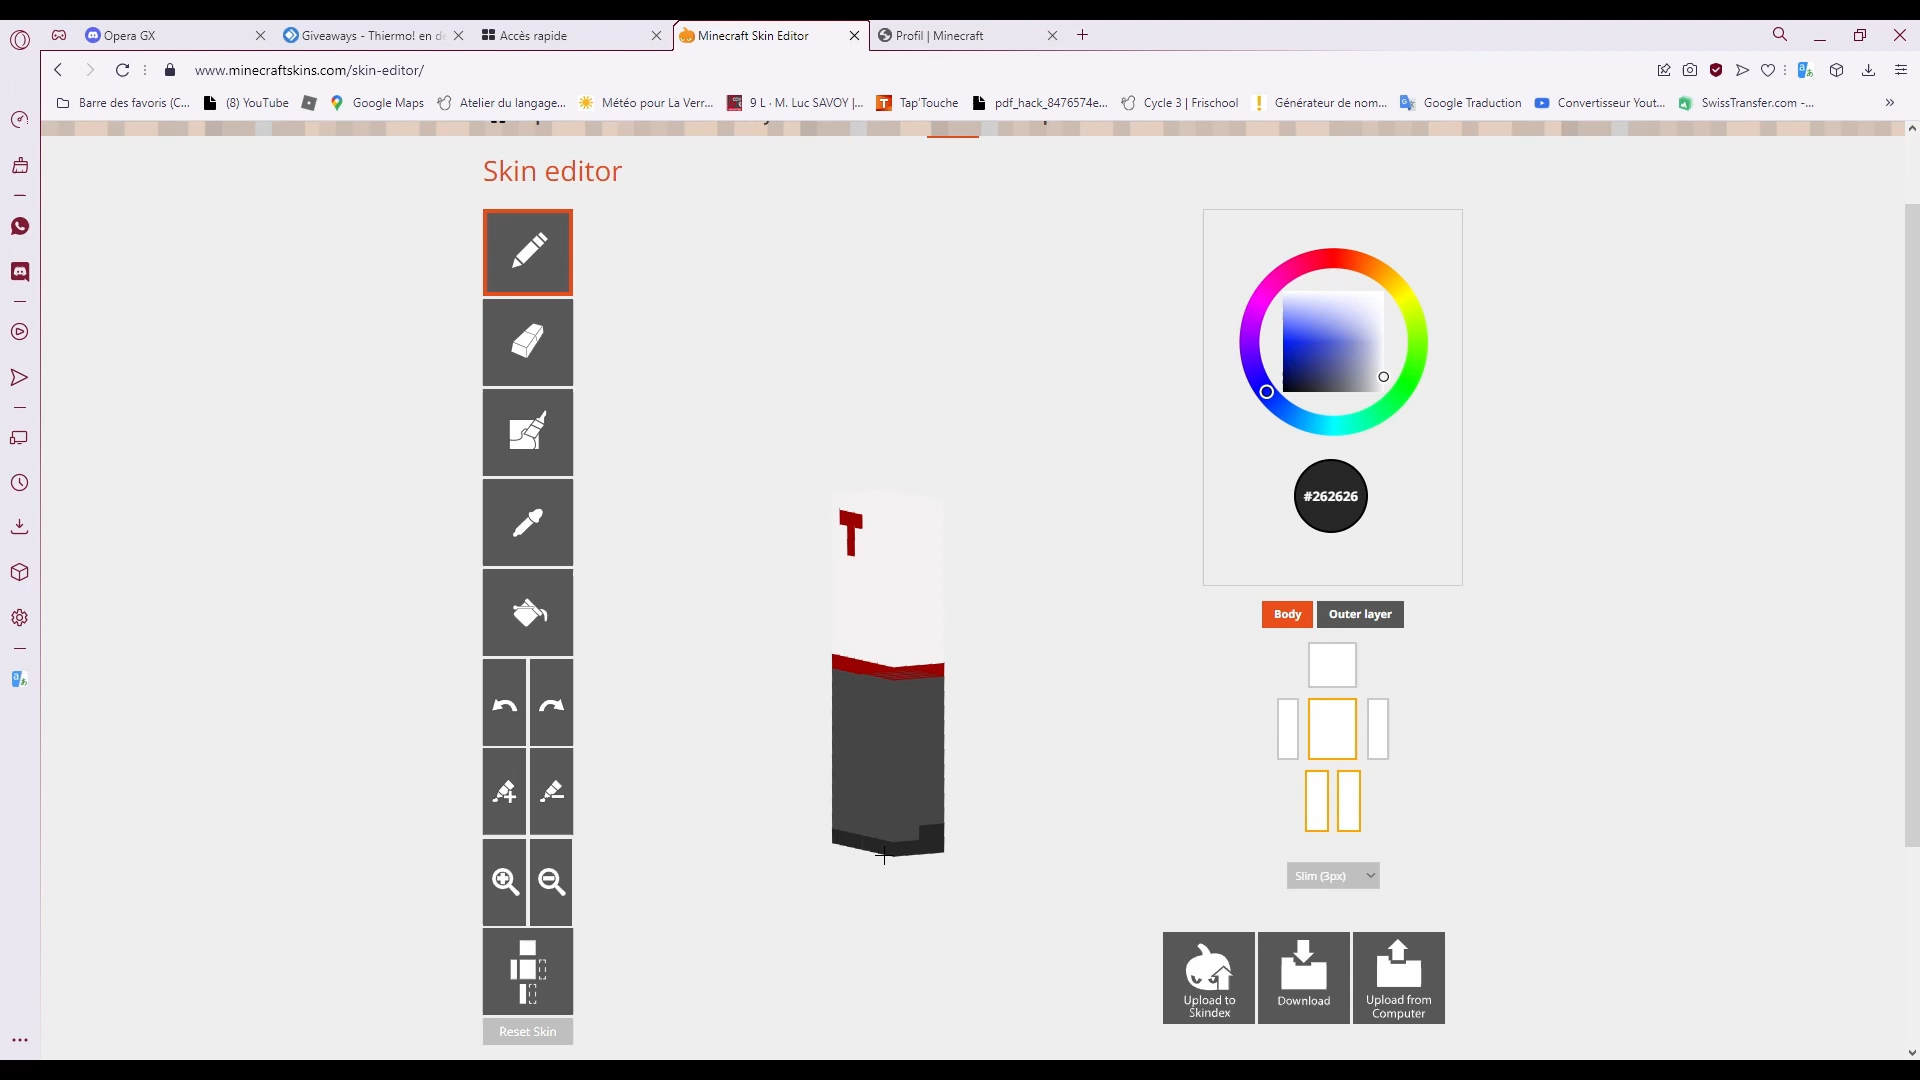 Opera GX
Giveaways - Thiermo! en de
Accès rapide
Minecraft Skin Editor
Profil | Minecraft
www.minecraftskins.com/skin-editor/
Barre des favoris (C...
(8) YouTube
Google Maps
Atelier du langage...
Météo pour La Verr...
9 L · M. Luc SAVOY |...
Tap'Touche
pdf_hack_8476574e...
Cycle 3 | Frischool
Générateur de nom...
Google Traduction
Convertisseur Yout...
SwissTransfer.com -...
Skin editor
#262626
T
Body
Outer layer
Slim (3px)
Upload to
Skindex
Download
Upload from
Computer
Reset Skin